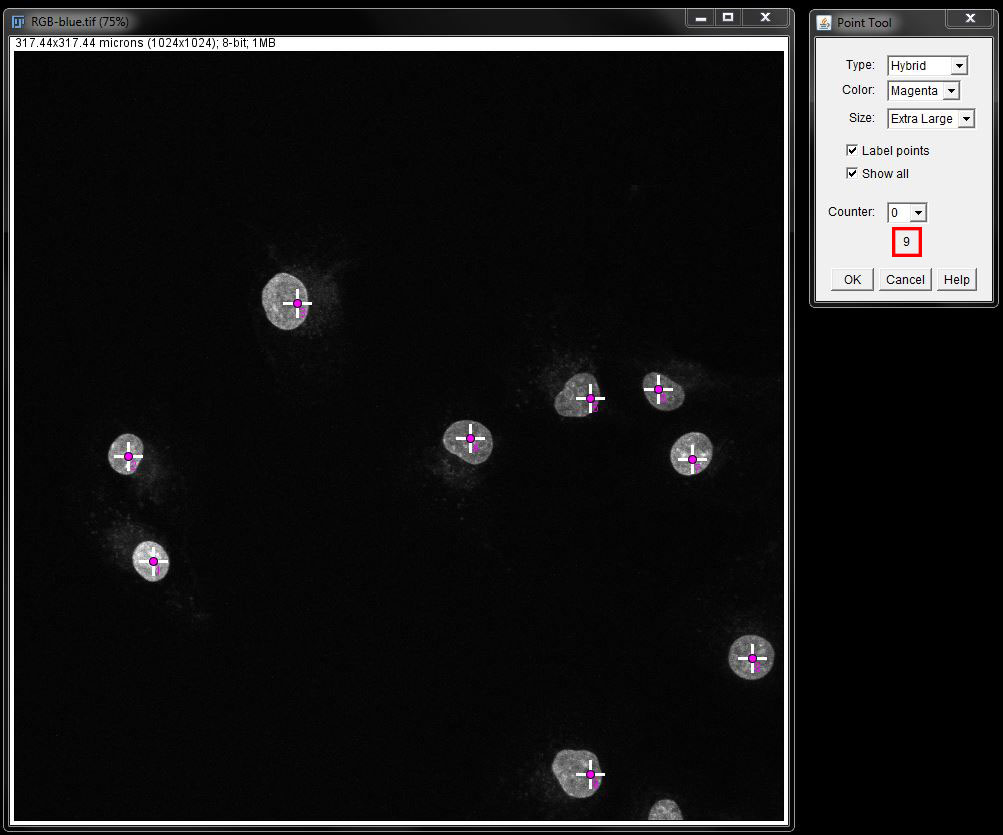 RGB-blue.tif (75%)
317.44x317.44 microns (1024x1024); 8-bit; 1MB
Point Tool
Type: Hybrid
Color: Magenta
Size: Extra Large
Label points
Show all
Counter: 0
9
OK Cancel Help